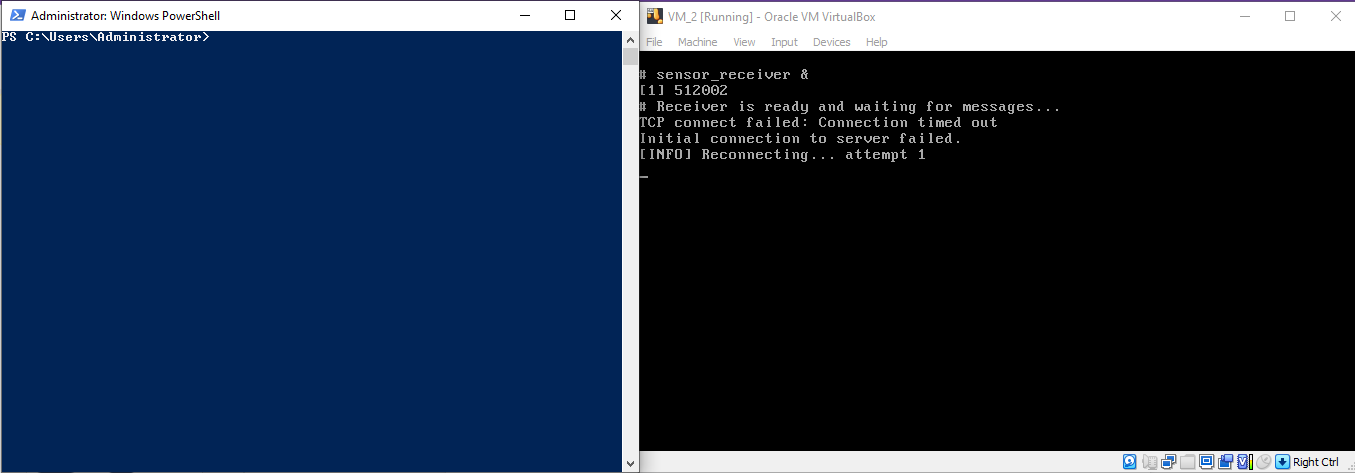 Administrator: Windows PowerShell
PS C:\Users\Administrator>
VM_2 [Running] - Oracle VM VirtualBox
File Machine View Input Devices Help
# sensor_receiver &
[1] 512002
# Receiver is ready and waiting for messages...
TCP connect failed: Connection timed out
Initial connection to server failed.
[INFO] Reconnecting... attempt 1
_
Right Ctrl